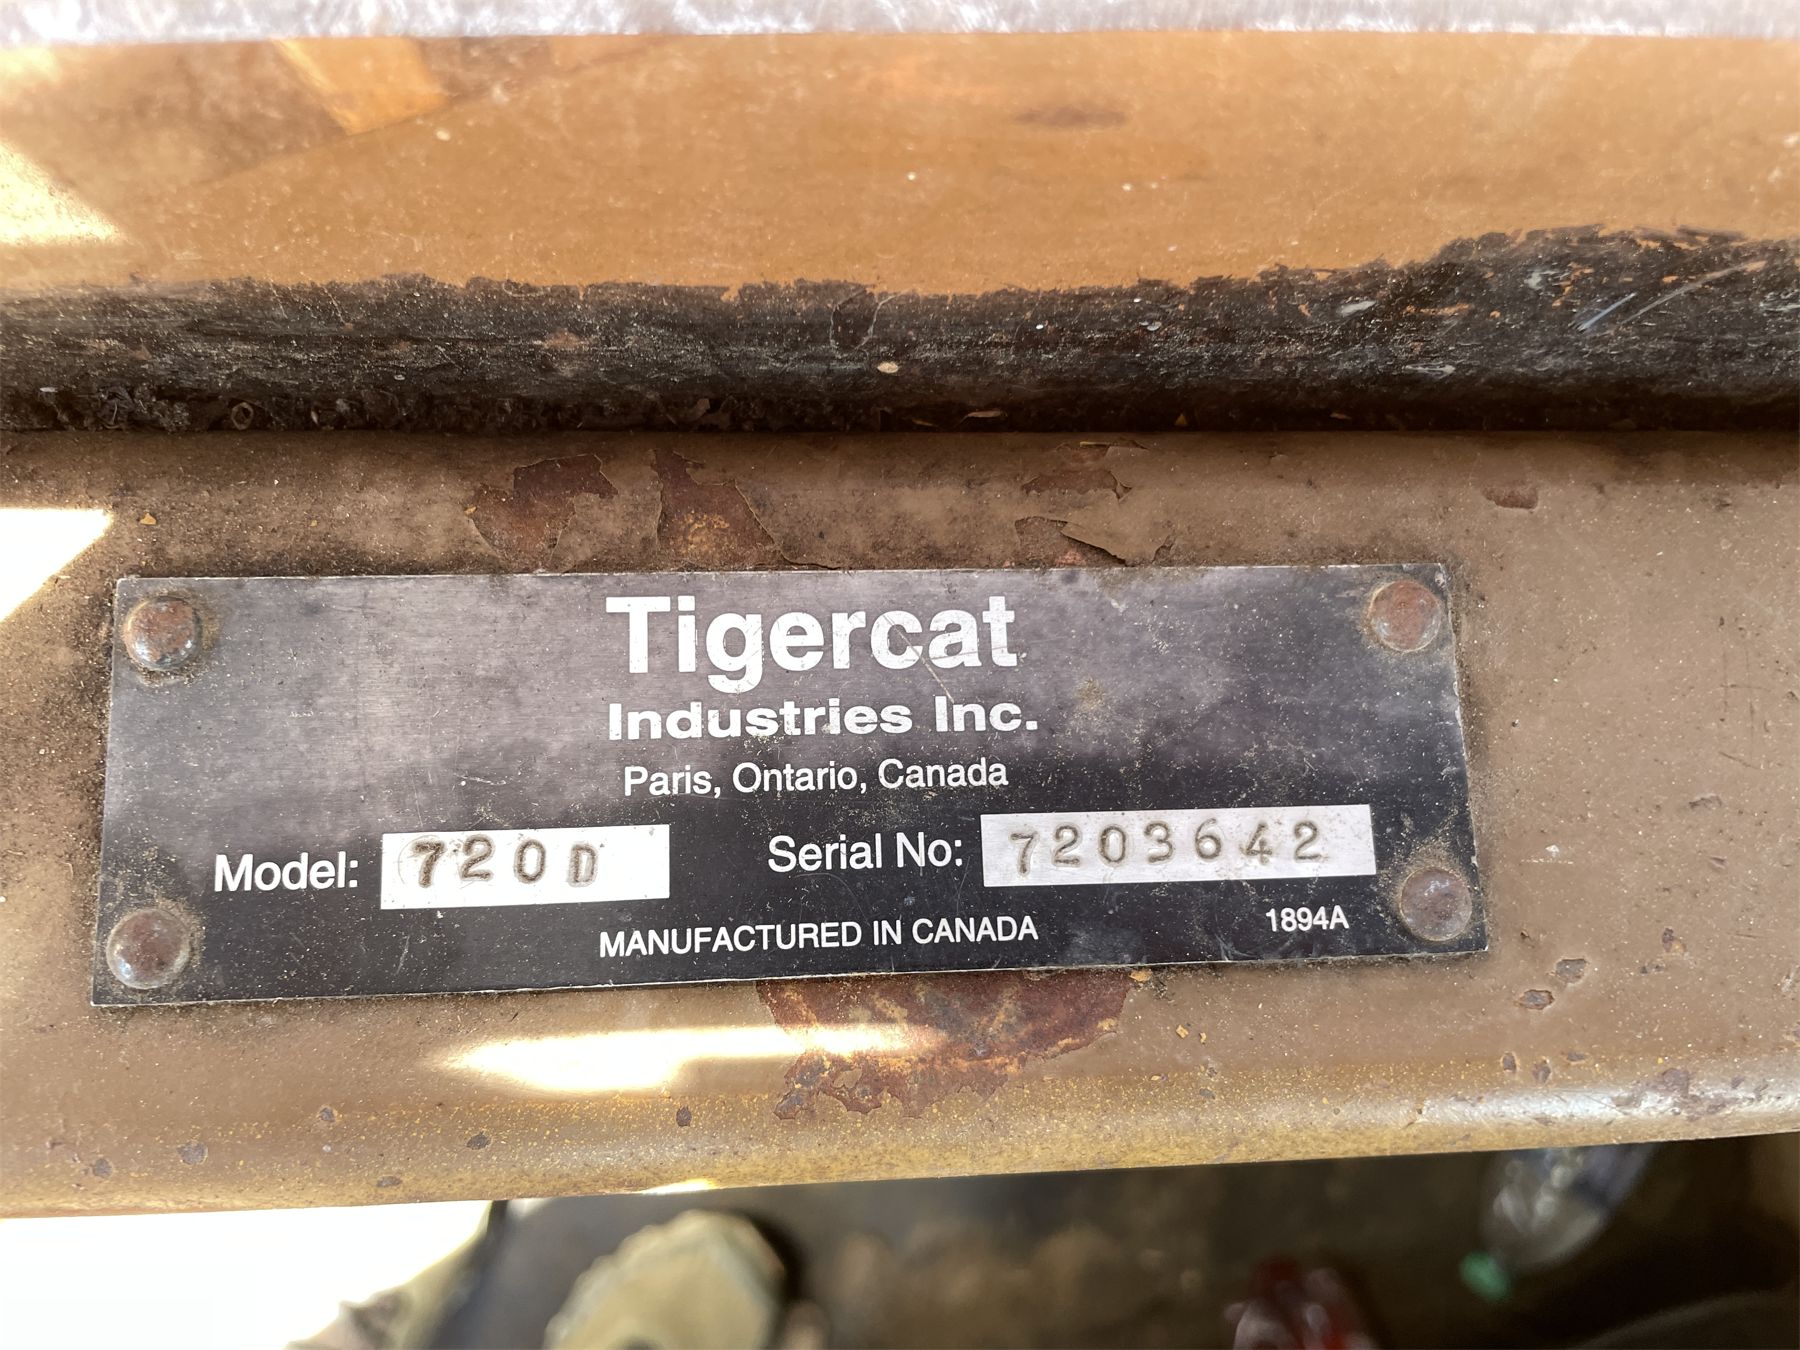 Tigercat
Industries Inc.
Paris, Ontario, Canada
Model: 720D Serial No: 7203642
MANUFACTURED IN CANADA 1894A